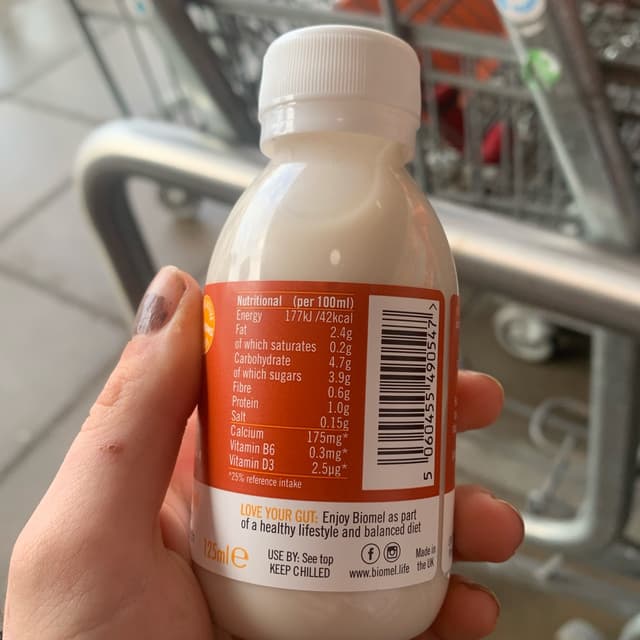 Nutritional (per 100ml)
Energy 177kJ /42kcal
Fat 2.4g
of which saturates 0.2g
Carbohydrate 4.7g
of which sugars 3.9g
Fibre 0.6g
Protein 1.0g
Salt 0.15g
Calcium 175mg*
Vitamin B6 0.3mg*
Vitamin D3 2.5µg*
*25% reference intake
5 060455 490547 >
LOVE YOUR GUT: Enjoy Biomel as part
of a healthy lifestyle and balanced diet
125ml e
USE BY: See top
KEEP CHILLED
www.biomel.life
Made in
the UK